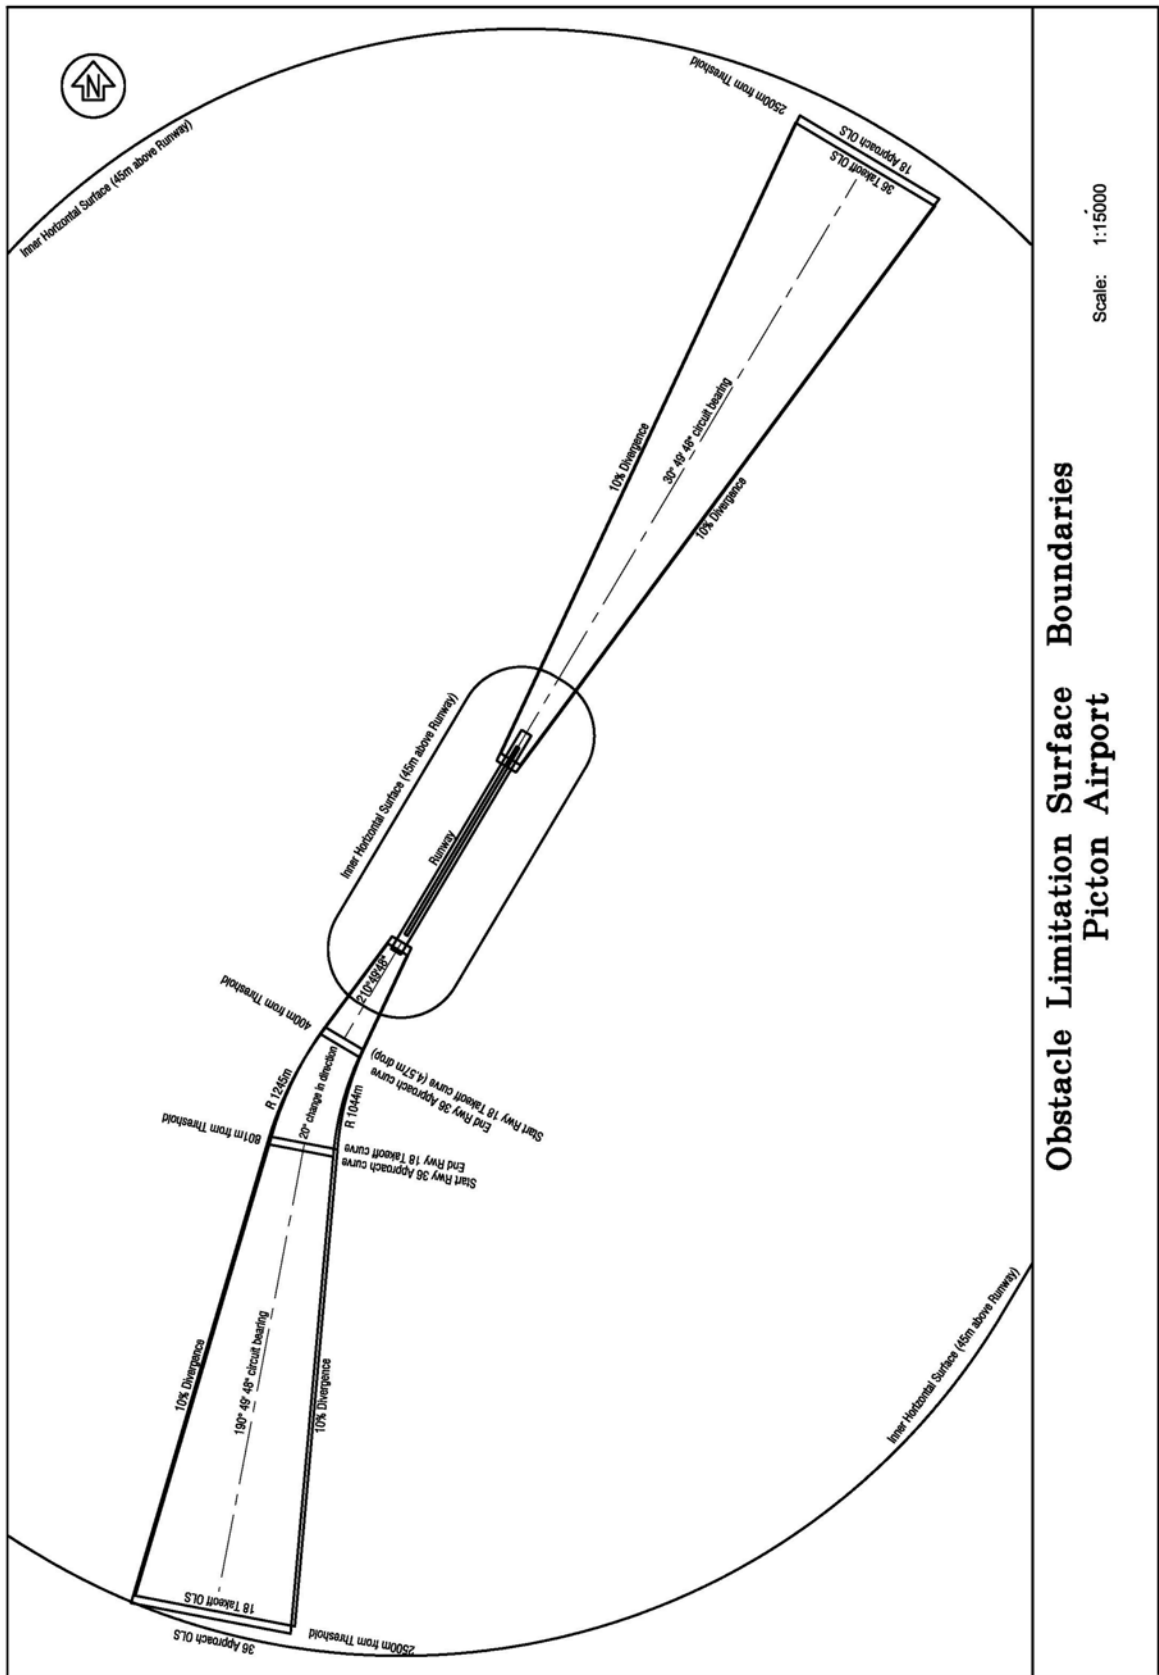 N
Inner Horizontal Surface (45m above Runway)
2500m from Threshold
18 Approach OLS
36 Takeoff OLS
10% Divergence
30° 49' 48" circuit bearing
10% Divergence
Inner Horizontal Surface (45m above Runway)
Runway
210°49'48"
400m from Threshold
Start Rwy 18 Takeoff curve (4.57m drop)
End Rwy 36 Approach curve
R 1245m
20° change in direction
R 1044m
801m from Threshold
End Rwy 18 Takeoff curve
Start Rwy 36 Approach curve
10% Divergence
190° 49' 48" circuit bearing
10% Divergence
18 Takeoff OLS
36 Approach OLS
2500m from Threshold
Inner Horizontal Surface (45m above Runway)
Obstacle Limitation Surface Boundaries
Picton Airport
Scale: 1:15000